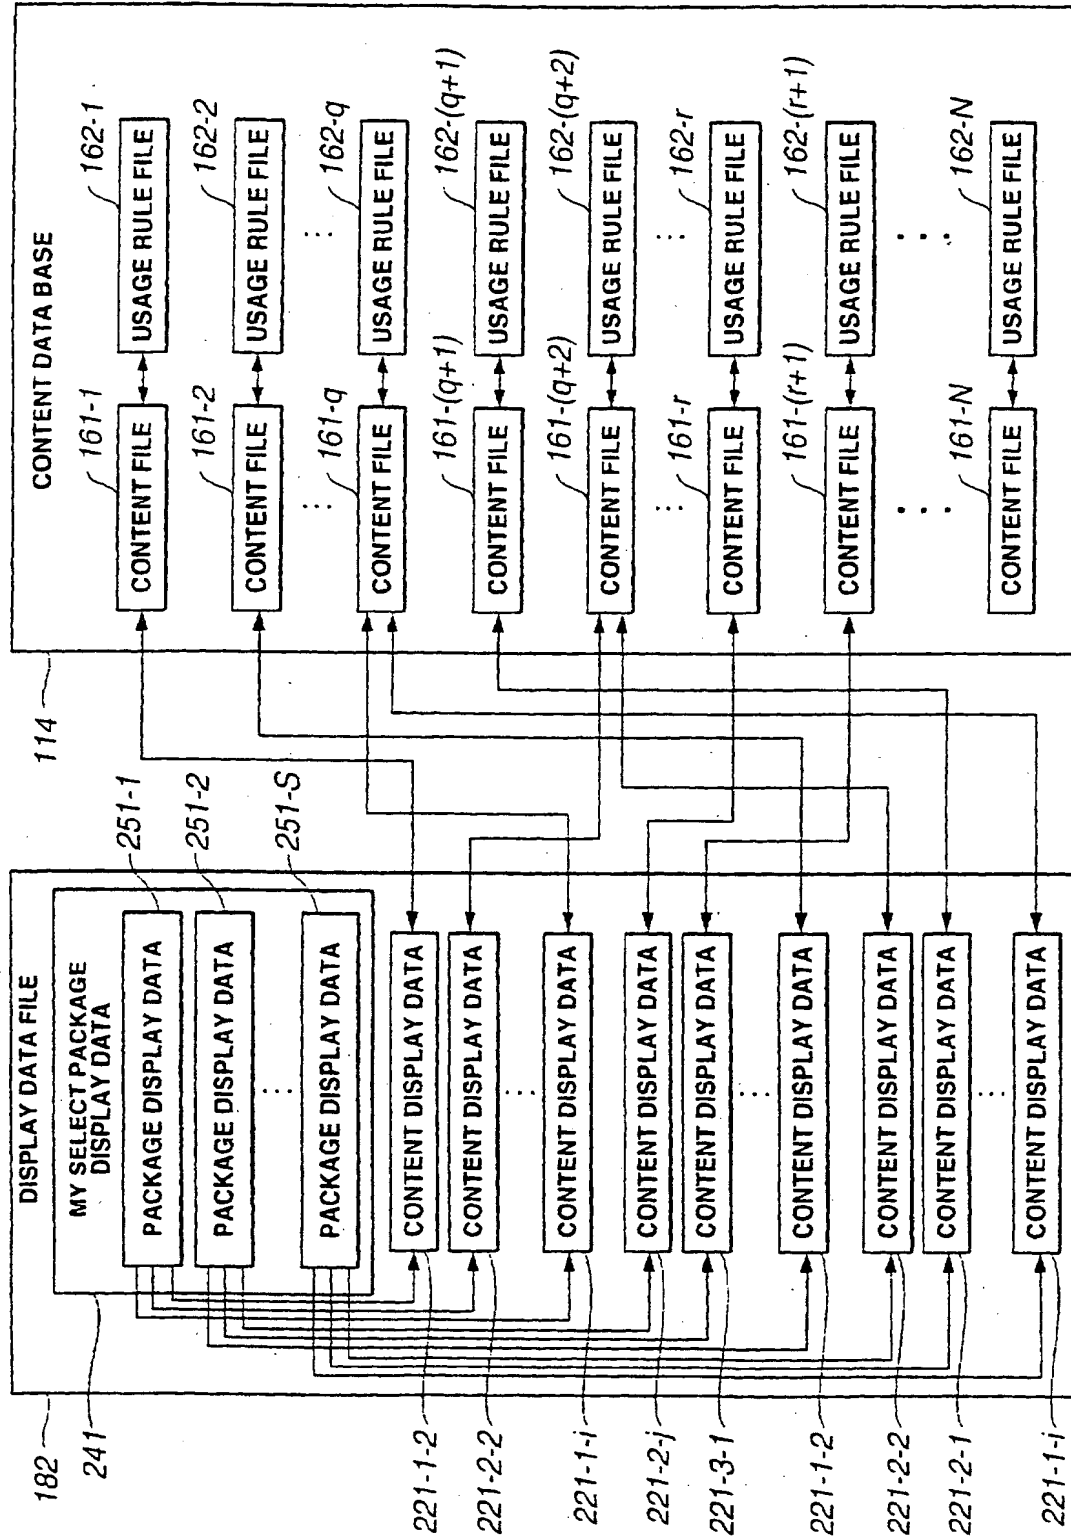 DISPLAY DATA FILE
182
241
MY SELECT PACKAGE
DISPLAY DATA
PACKAGE DISPLAY DATA
251-1
PACKAGE DISPLAY DATA
251-2
PACKAGE DISPLAY DATA
251-S
221-1-2
CONTENT DISPLAY DATA
221-2-2
CONTENT DISPLAY DATA
221-1-i
CONTENT DISPLAY DATA
221-2-j
CONTENT DISPLAY DATA
221-3-1
CONTENT DISPLAY DATA
221-1-2
CONTENT DISPLAY DATA
221-2-2
CONTENT DISPLAY DATA
221-2-1
CONTENT DISPLAY DATA
221-1-i
CONTENT DISPLAY DATA
114
CONTENT DATA BASE
161-1
CONTENT FILE
162-1
USAGE RULE FILE
161-2
CONTENT FILE
162-2
USAGE RULE FILE
161-q
CONTENT FILE
162-q
USAGE RULE FILE
161-(q+1)
CONTENT FILE
162-(q+1)
USAGE RULE FILE
161-(q+2)
CONTENT FILE
162-(q+2)
USAGE RULE FILE
161-r
CONTENT FILE
162-r
USAGE RULE FILE
161-(r+1)
CONTENT FILE
162-(r+1)
USAGE RULE FILE
161-N
CONTENT FILE
162-N
USAGE RULE FILE